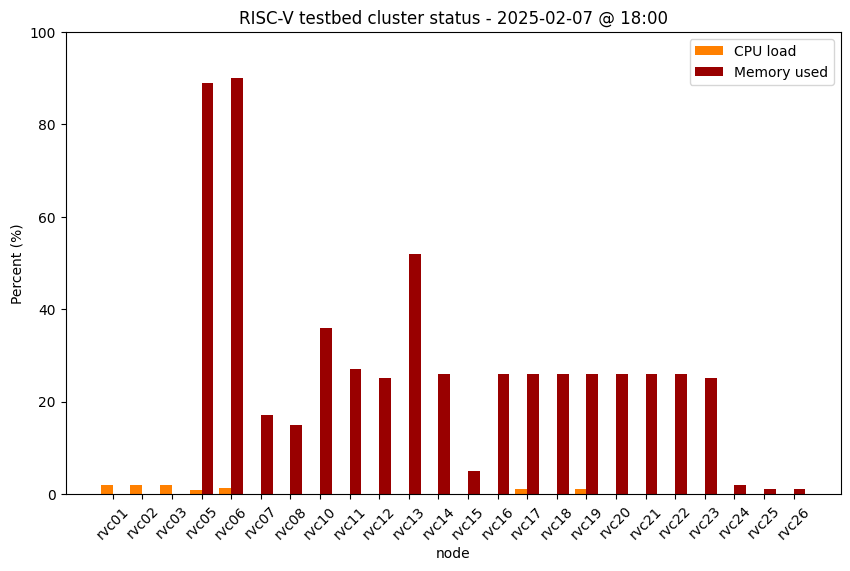 RISC-V testbed cluster status - 2025-02-07 @ 18:00
CPU load
Memory used
Percent (%)
100
80
60
40
20
0
rvc01
rvc02
rvc03
rvc05
rvc06
rvc07
rvc08
rvc10
rvc11
rvc12
rvc13
rvc14
rvc15
rvc16
rvc17
rvc18
rvc19
rvc20
rvc21
rvc22
rvc23
rvc24
rvc25
rvc26
node